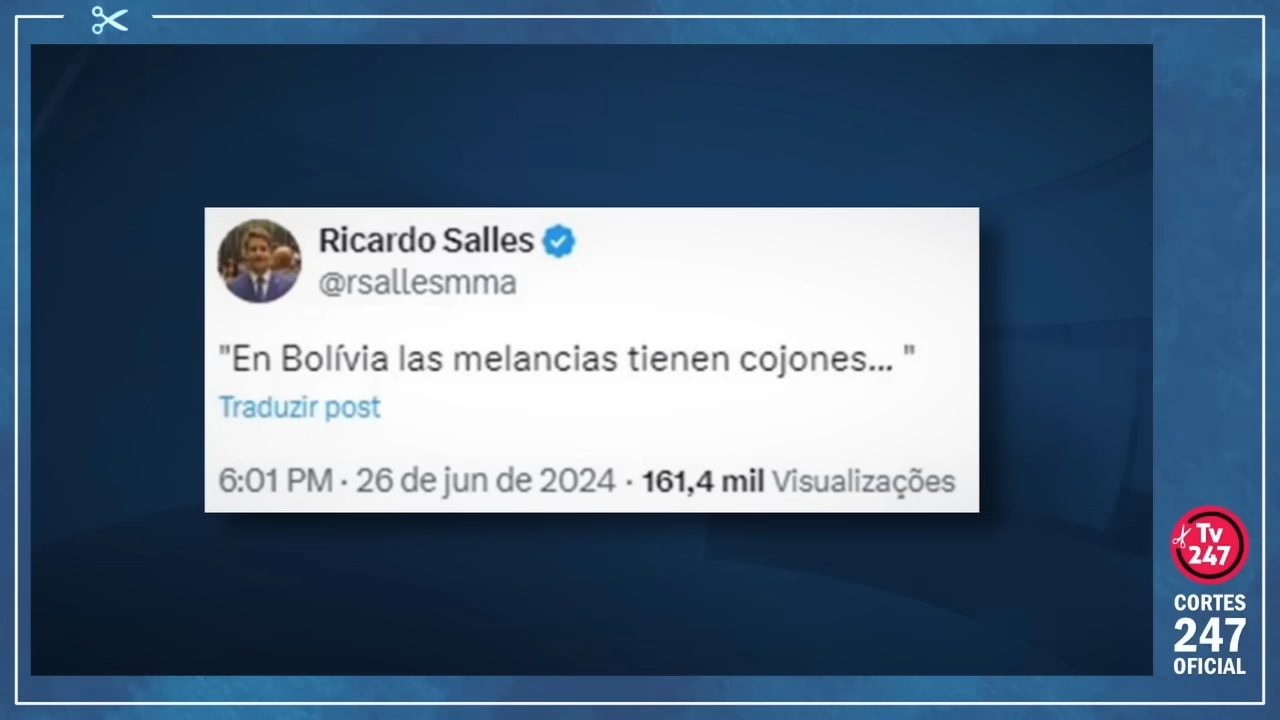 Ricardo Salles
@rsallesmma
"En Bolívia las melancias tienen cojones... "
Traduzir post
6:01 PM · 26 de jun de 2024 · 161,4 mil Visualizações
Tv
247
CORTES
247
OFICIAL